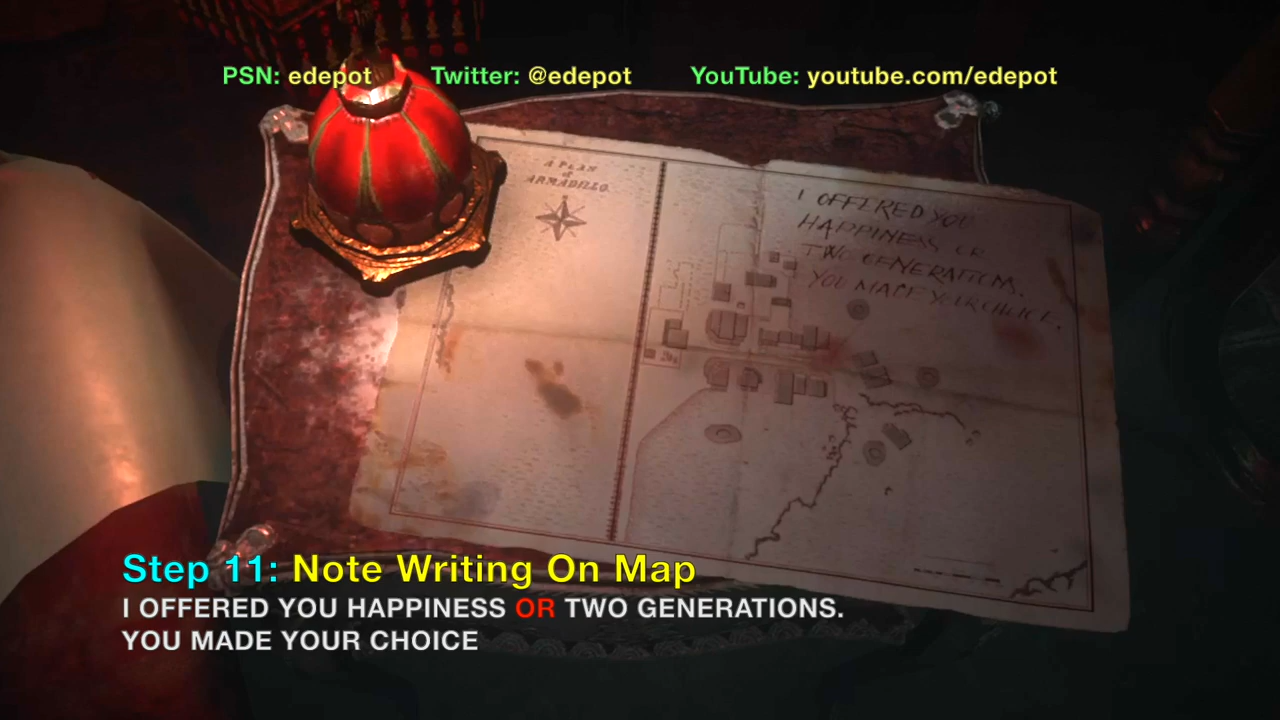 PSN: edepot Twitter: @edepot YouTube: youtube.com/edepot
A PLAN
of
ARMADILLO
I OFFERED YOU
HAPPINESS OR
TWO GENERATIONS.
YOU MADE YOUR CHOICE.
Step 11: Note Writing On Map
I OFFERED YOU HAPPINESS OR TWO GENERATIONS.
YOU MADE YOUR CHOICE